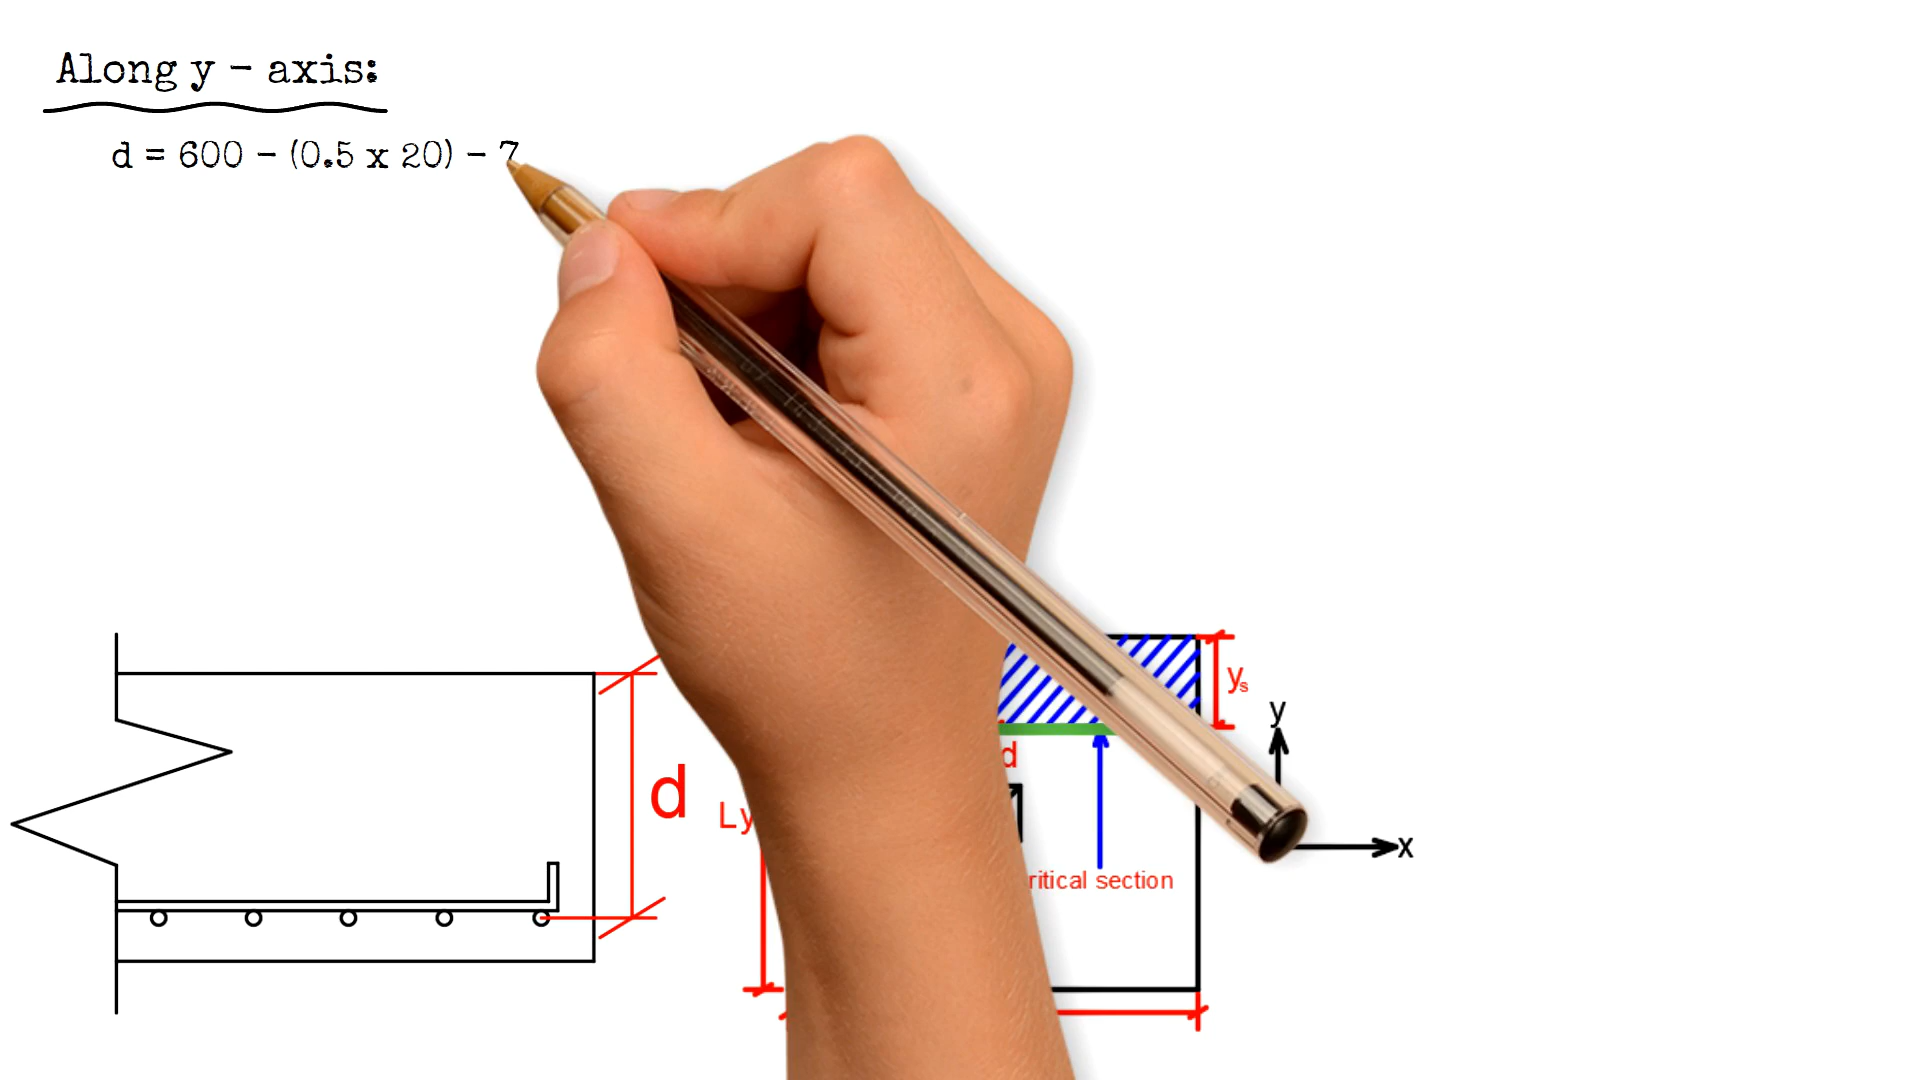 Along y - axis:
d = 600 - (0.5 x 20) - 7
ys
y
d
d
Ly
x
ritical section